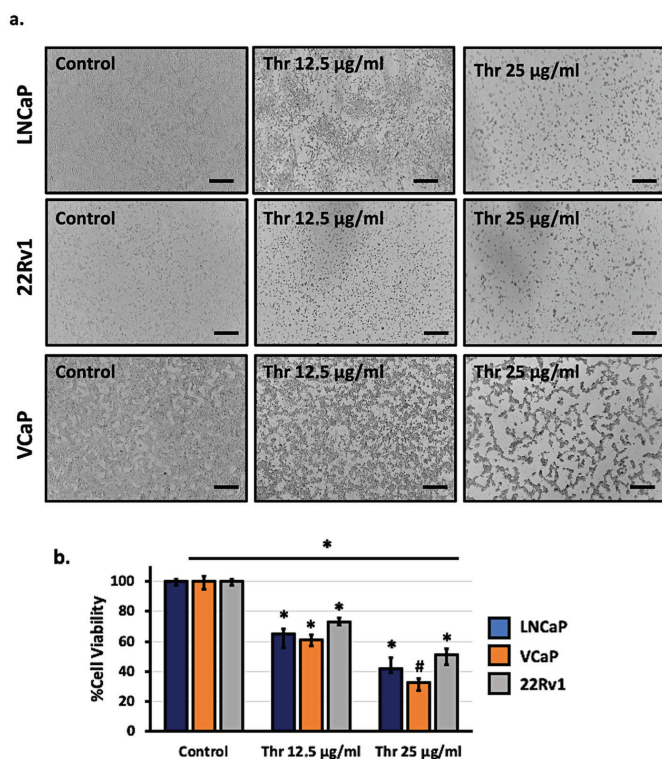 a.
LNCaP
Control
Thr 12.5 µg/ml
Thr 25 µg/ml
22Rv1
Control
Thr 12.5 µg/ml
Thr 25 µg/ml
VCaP
Control
Thr 12.5 µg/ml
Thr 25 µg/ml
b.
*
%Cell Viability
100
80
60
40
20
0
* * *
* # *
Control
Thr 12.5 µg/ml
Thr 25 µg/ml
LNCaP
VCaP
22Rv1